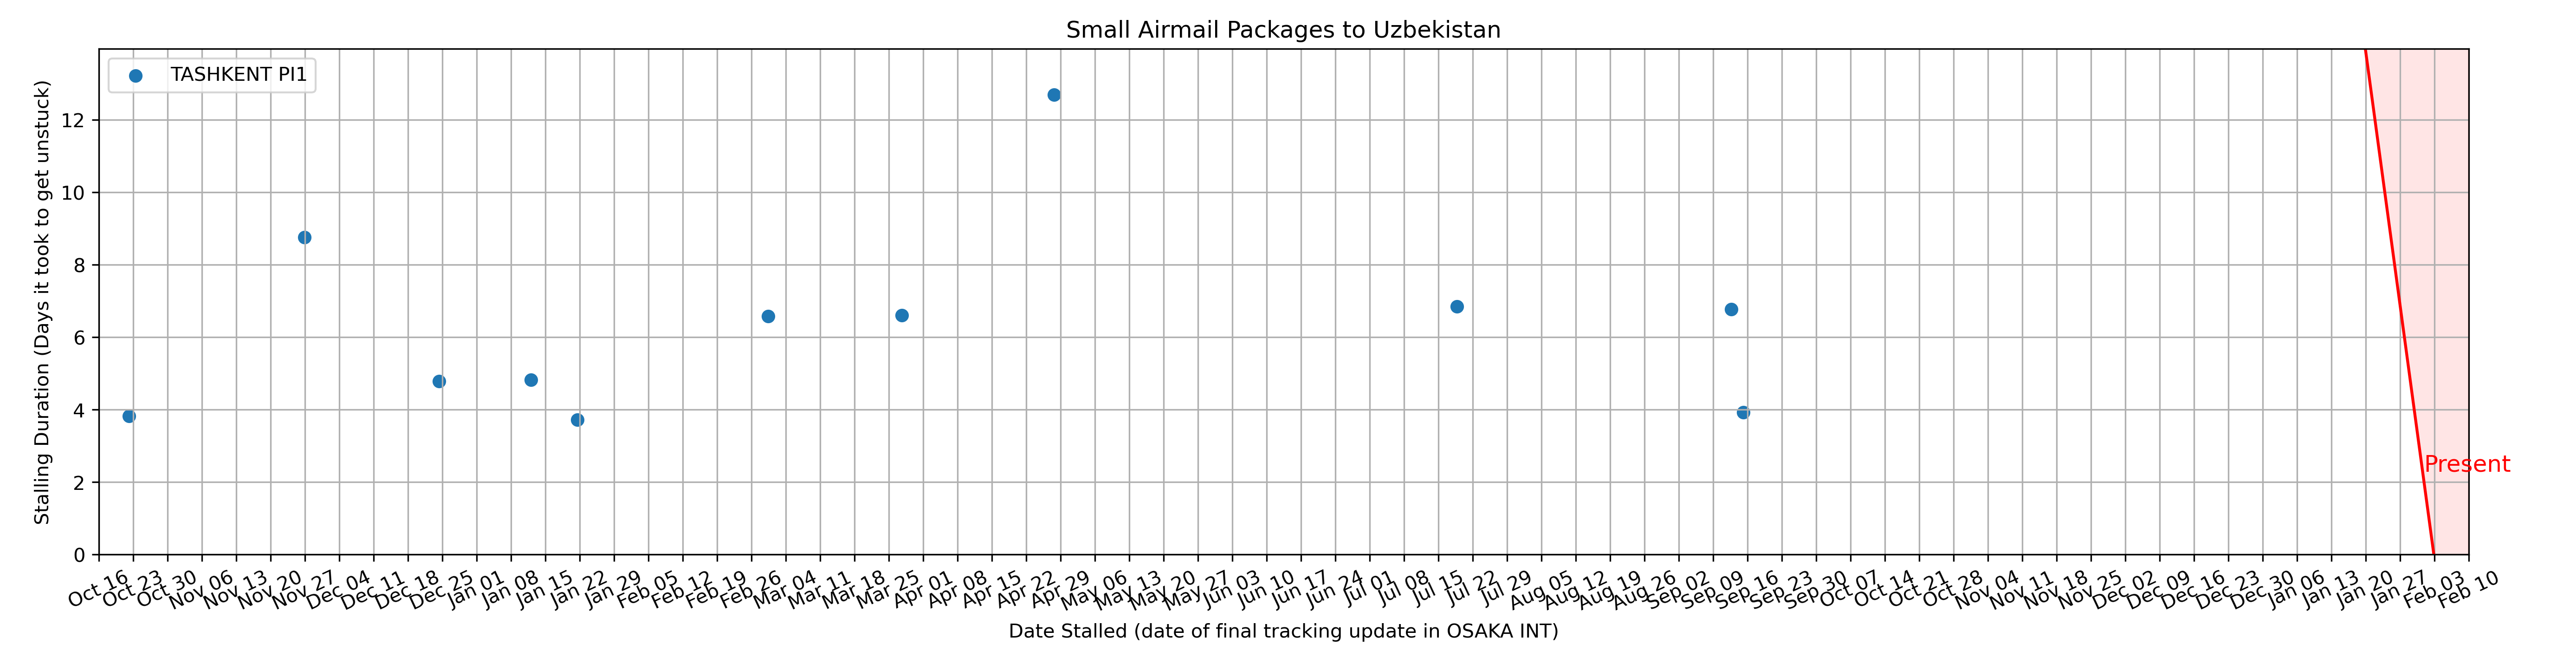 Small Airmail Packages to Uzbekistan
TASHKENT PI1
Stalling Duration (Days it took to get unstuck)
12
10
8
6
4
2
0
Present
Oct 16
Oct 23
Oct 30
Nov 06
Nov 13
Nov 20
Nov 27
Dec 04
Dec 11
Dec 18
Dec 25
Jan 01
Jan 08
Jan 15
Jan 22
Jan 29
Feb 05
Feb 12
Feb 19
Feb 26
Mar 04
Mar 11
Mar 18
Mar 25
Apr 01
Apr 08
Apr 15
Apr 22
Apr 29
May 06
May 13
May 20
May 27
Jun 03
Jun 10
Jun 17
Jun 24
Jul 01
Jul 08
Jul 15
Jul 22
Jul 29
Aug 05
Aug 12
Aug 19
Aug 26
Sep 02
Sep 09
Sep 16
Sep 23
Sep 30
Oct 07
Oct 14
Oct 21
Oct 28
Nov 04
Nov 11
Nov 18
Nov 25
Dec 02
Dec 09
Dec 16
Dec 23
Dec 30
Jan 06
Jan 13
Jan 20
Jan 27
Feb 03
Feb 10
Date Stalled (date of final tracking update in OSAKA INT)